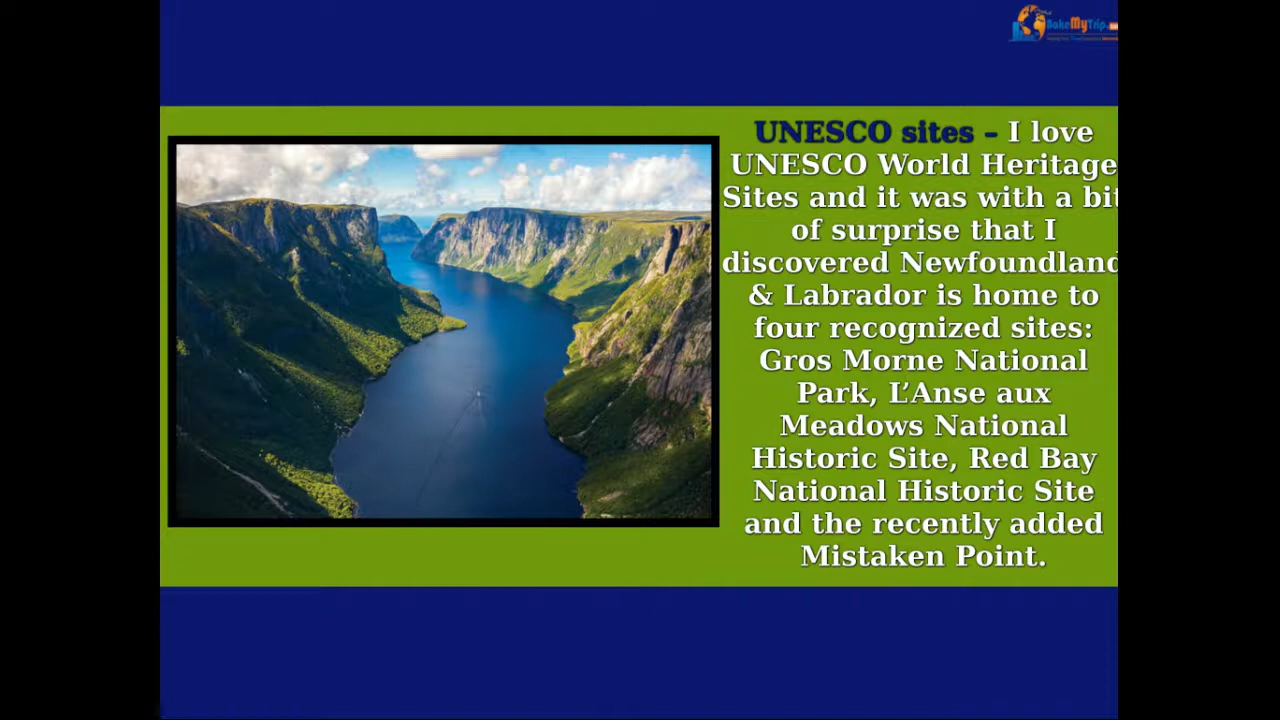 BakeMyTrip
UNESCO sites – I love
UNESCO World Heritage
Sites and it was with a bit
of surprise that I
discovered Newfoundland
& Labrador is home to
four recognized sites:
Gros Morne National
Park, L’Anse aux
Meadows National
Historic Site, Red Bay
National Historic Site
and the recently added
Mistaken Point.